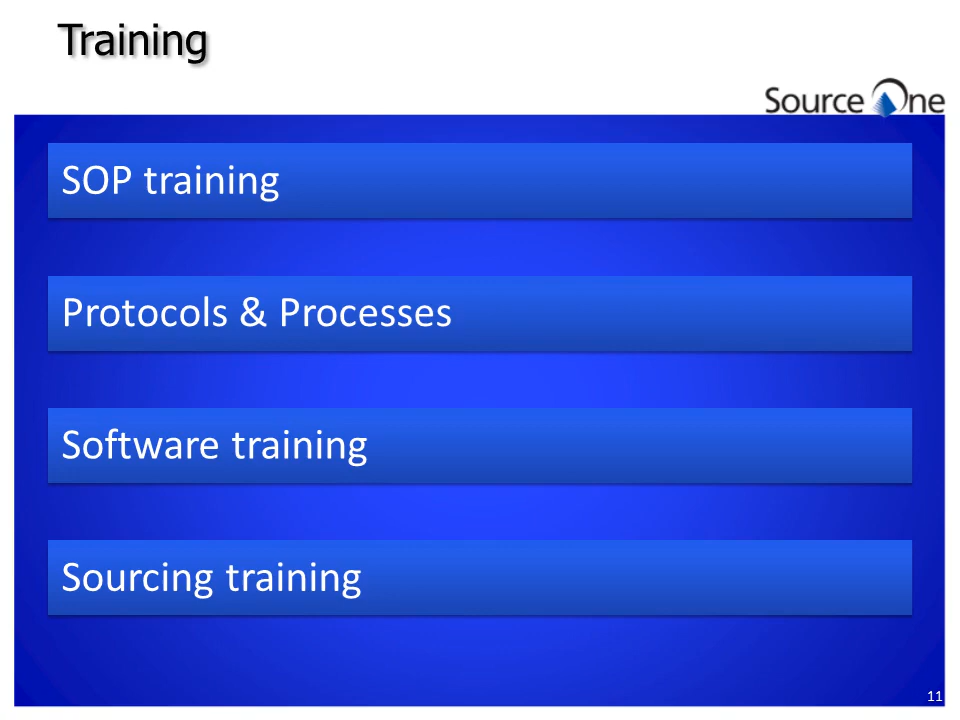 Training
Source One
SOP training
Protocols & Processes
Software training
Sourcing training
11